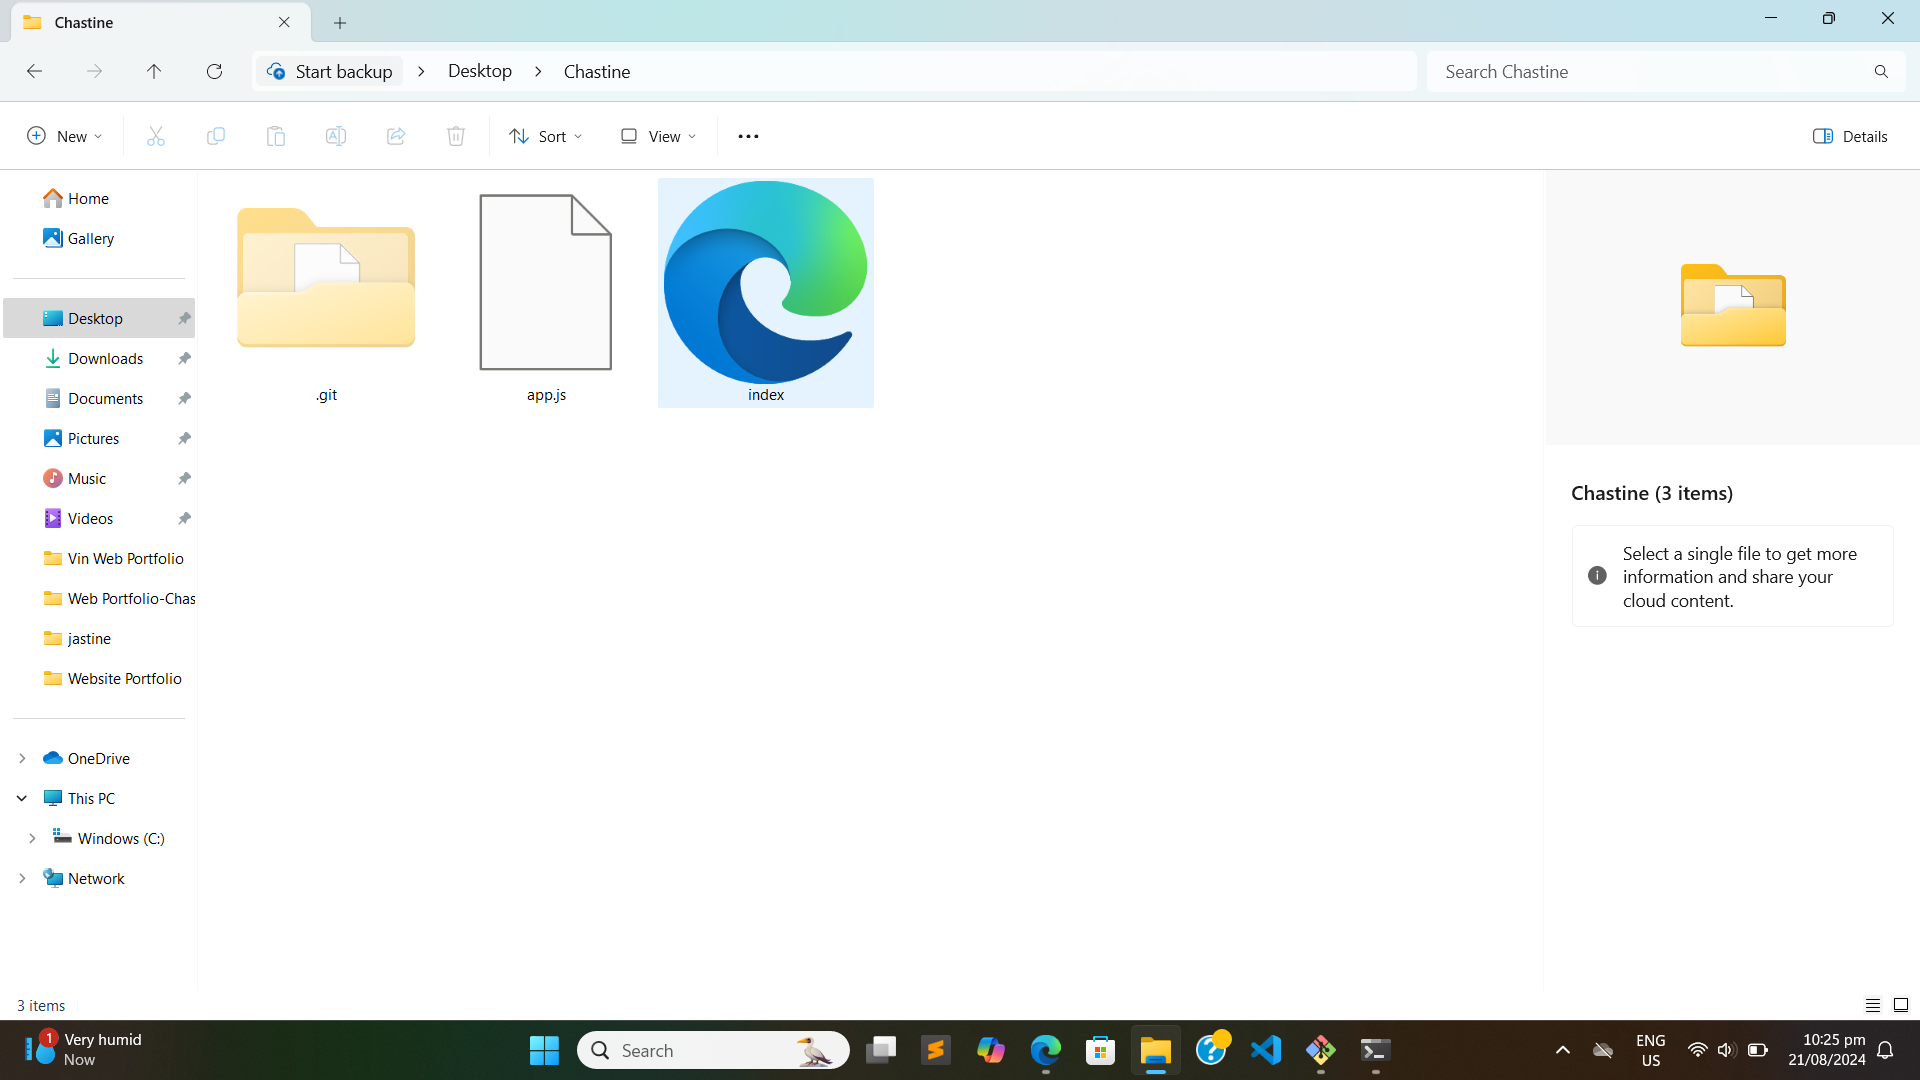 Chastine
Start backup
Desktop
Chastine
Search Chastine
New
Sort
View
Details
Home
Gallery
Desktop
Downloads
Documents
Pictures
Music
Videos
Vin Web Portfolio
Web Portfolio-Chas
jastine
Website Portfolio
OneDrive
This PC
Windows (C:)
Network
.git
app.js
index
Chastine (3 items)
Select a single file to get more
information and share your
cloud content.
3 items
1
Very humid
Now
Search
ENG
US
10:25 pm
21/08/2024